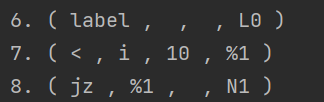 6. ( label ,  ,  , L0 )
7. ( < , i , 10 , %1 )
8. ( jz , %1 ,  , N1 )